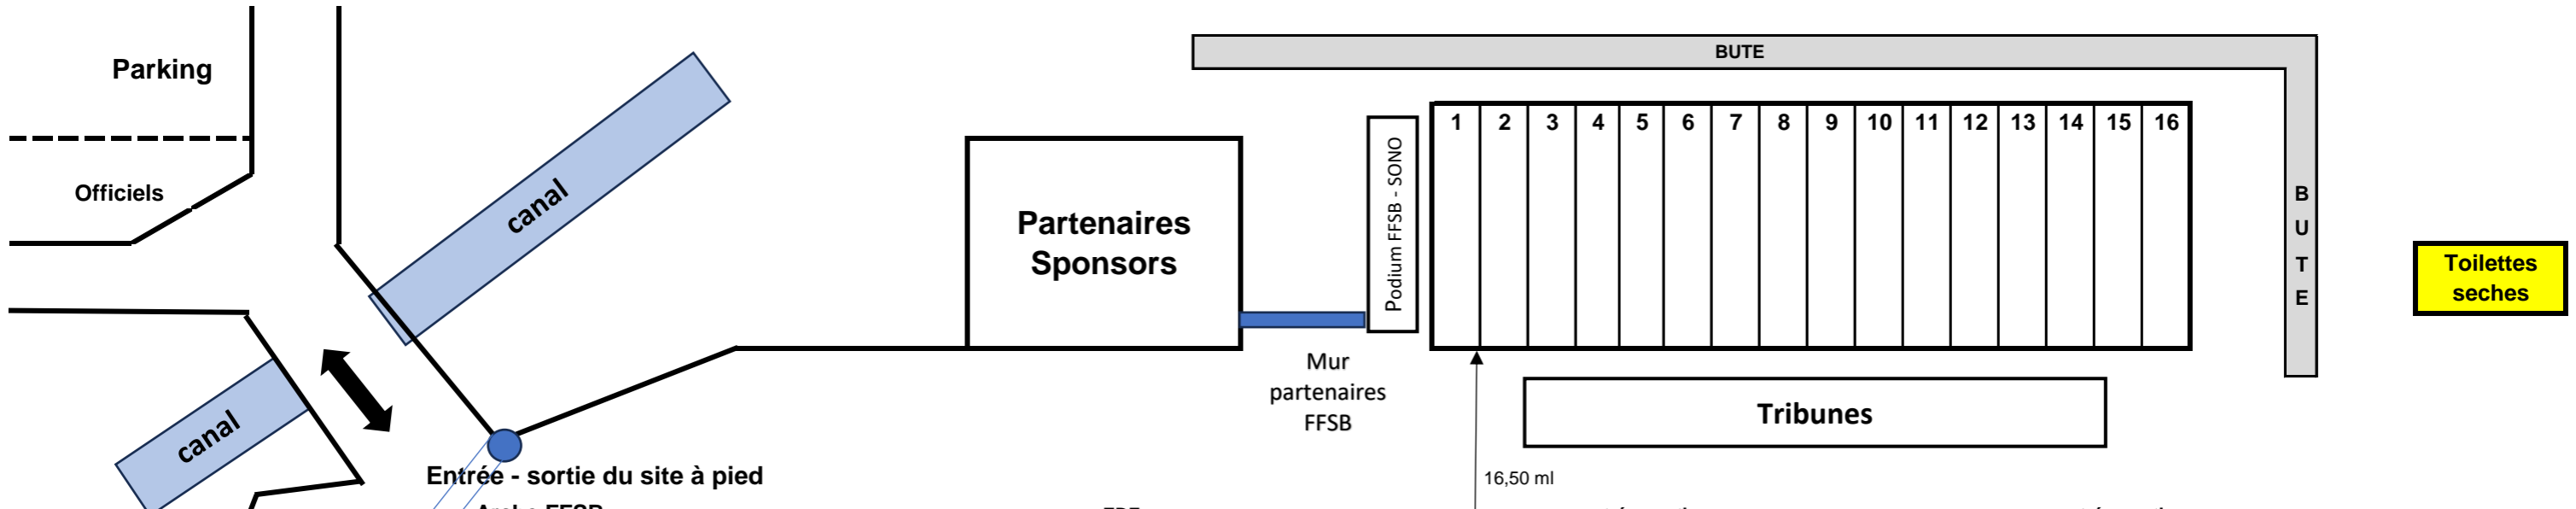 Parking
Officiels
canal
canal
Entrée - sortie du site à pied
Partenaires
Sponsors
Mur
partenaires
FFSB
Podium FFSB - SONO
BUTE
1 2 3 4 5 6 7 8 9 10 11 12 13 14 15 16
Tribunes
16,50 ml
B
U
T
E
Toilettes
seches